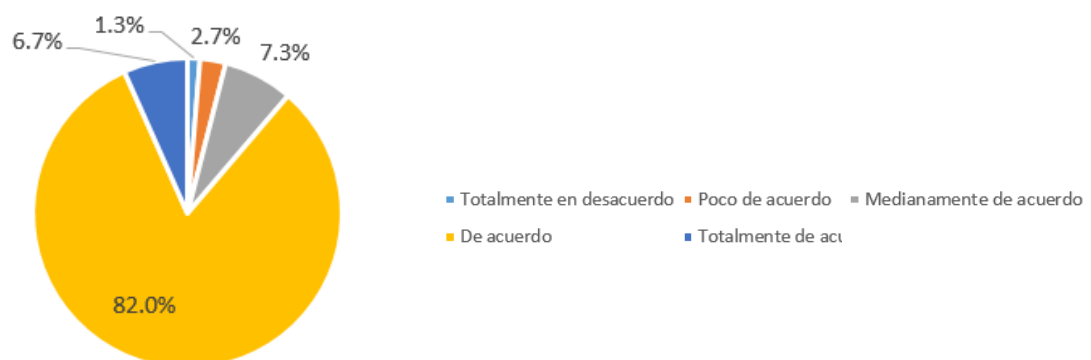 1.3%
2.7%
6.7%
7.3%
82.0%
Totalmente en desacuerdo Poco de acuerdo Medianamente de acuerdo
De acuerdo Totalmente de